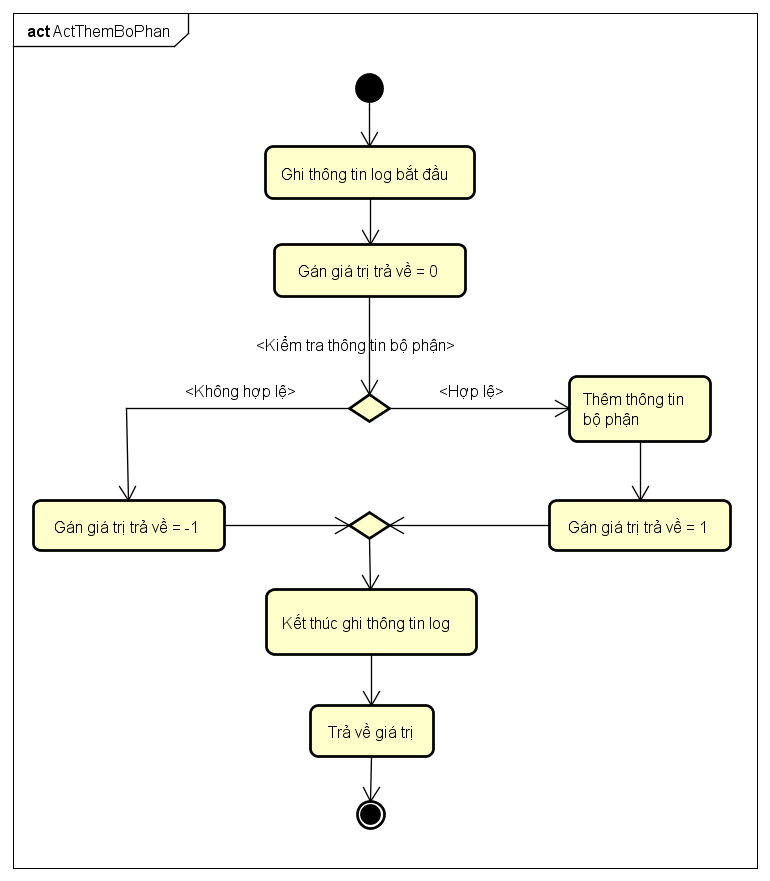 act ActThemBoPhan
Ghi thông tin log bắt đầu
Gán giá trị trả về = 0
<Kiểm tra thông tin bộ phận>
<Không hợp lệ>
<Hợp lệ>
Thêm thông tin
bộ phận
Gán giá trị trả về = -1
Gán giá trị trả về = 1
Kết thúc ghi thông tin log
Trả về giá trị